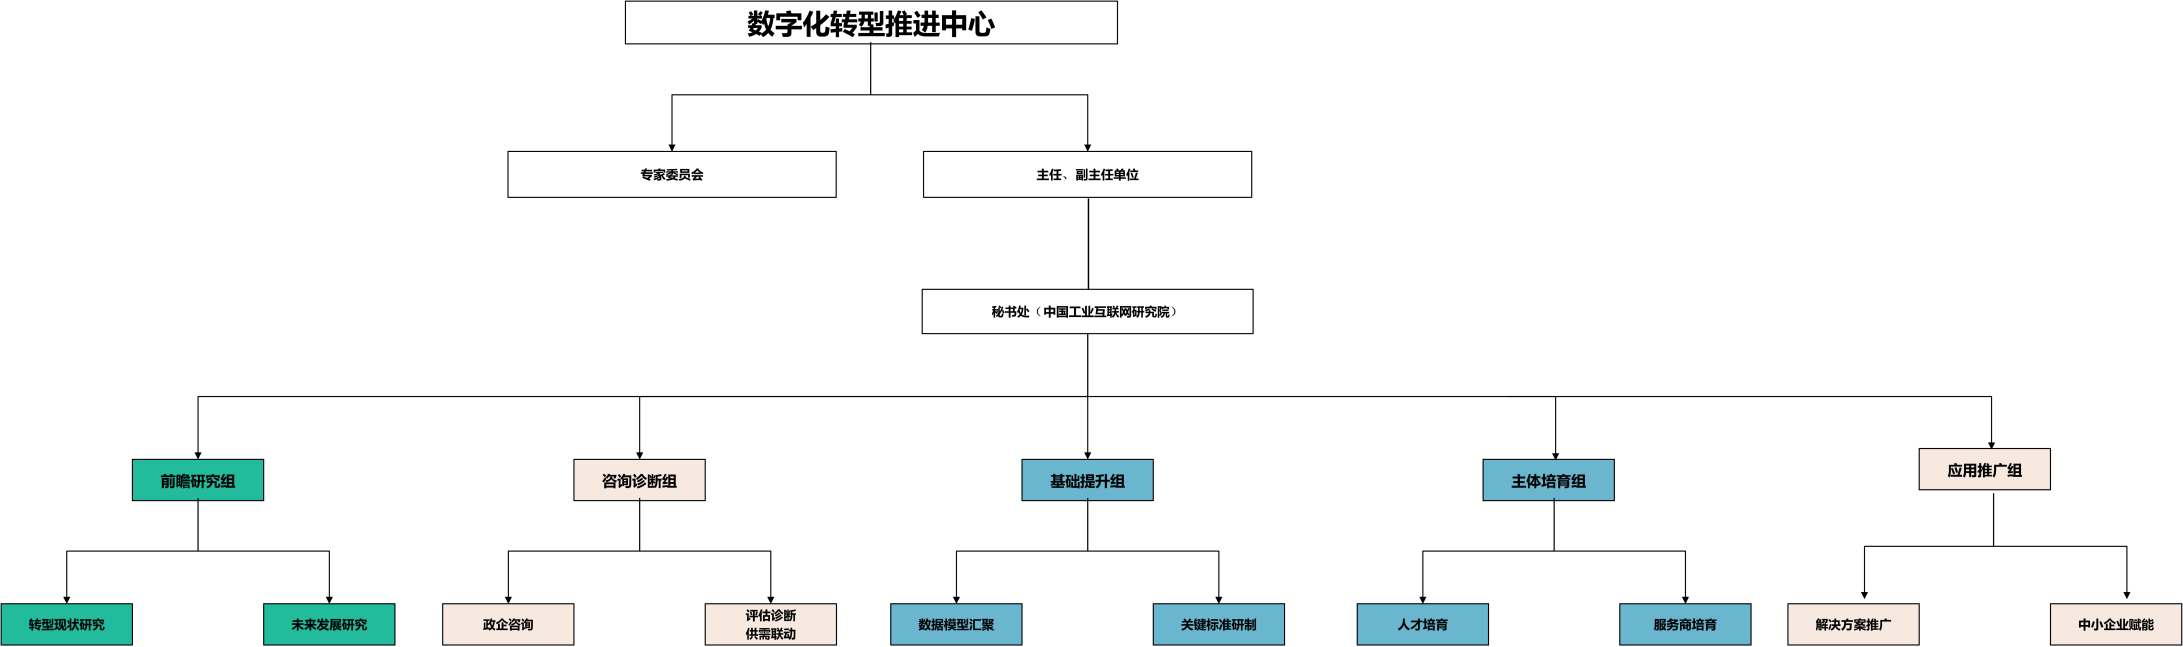 数字化转型推进中心
专家委员会
主任、副主任单位
秘书处（中国工业互联网研究院）
前瞻研究组
咨询诊断组
基础提升组
主体培育组
应用推广组
转型现状研究
未来发展研究
政企咨询
评估诊断
供需联动
数据模型汇聚
关键标准研制
人才培育
服务商培育
解决方案推广
中小企业赋能